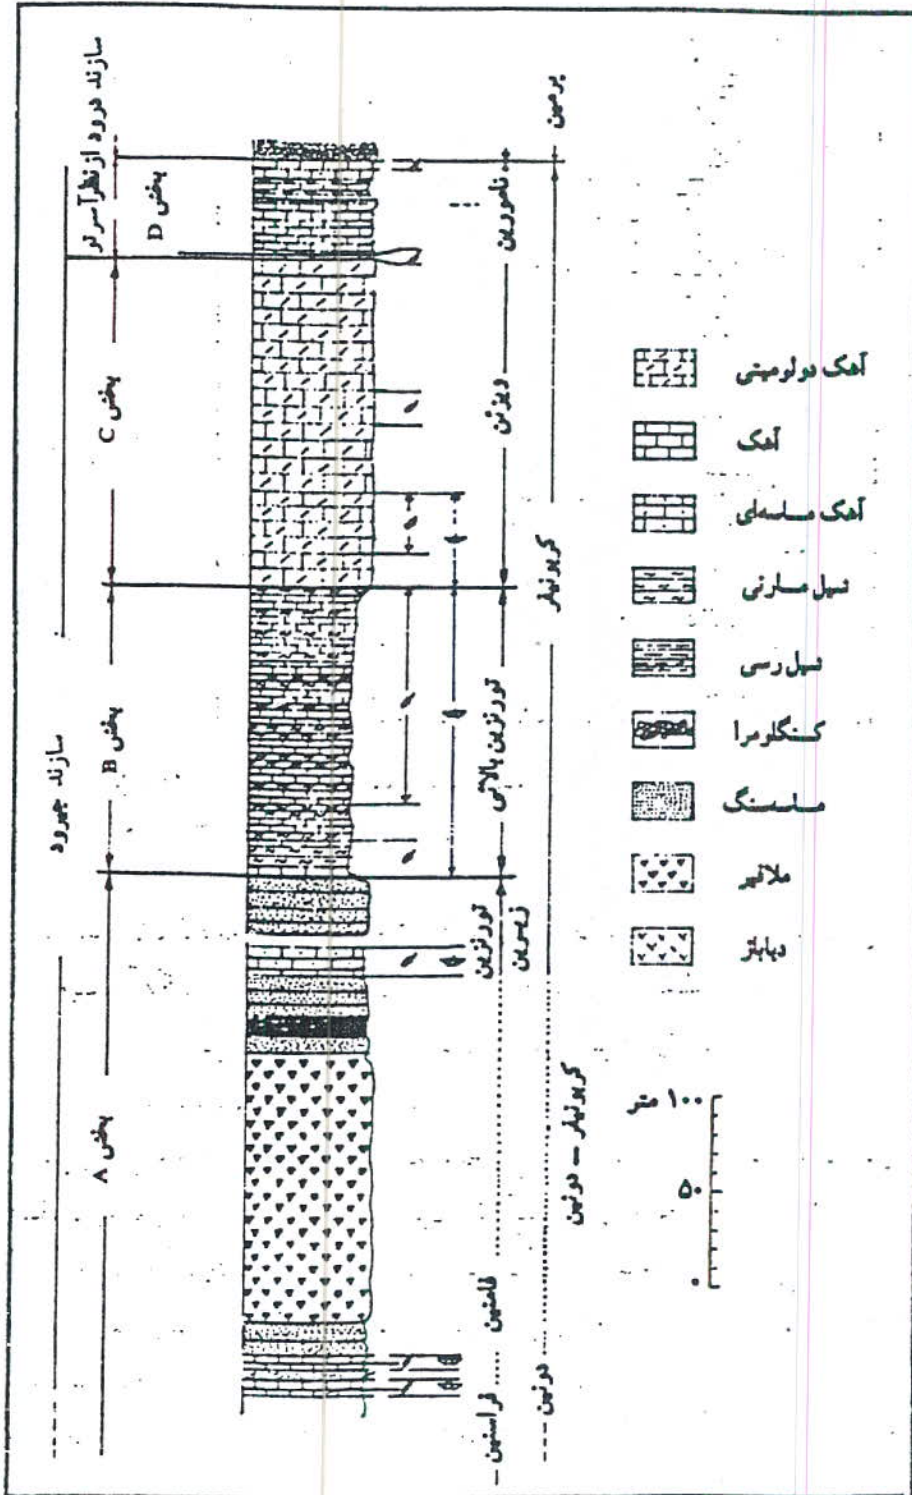 سازند درود از نظر آسرتو
بخش D
بخش C
بخش B
بخش A
سازند جیرود
پرمین
نامورین
ویزئن
تورنزین بالائی
تورنزین
زیرین
فامنین
فراسنین
کربونیفر
کربونیفر – دونین
دونین
آهک دولومیتی
آهک
آهک ماسه‌ای
شیل مارنی
شیل رسی
کنگلومرا
ماسه‌سنگ
ملافیر
دیاباز
۱۰۰ متر
۵۰
۰